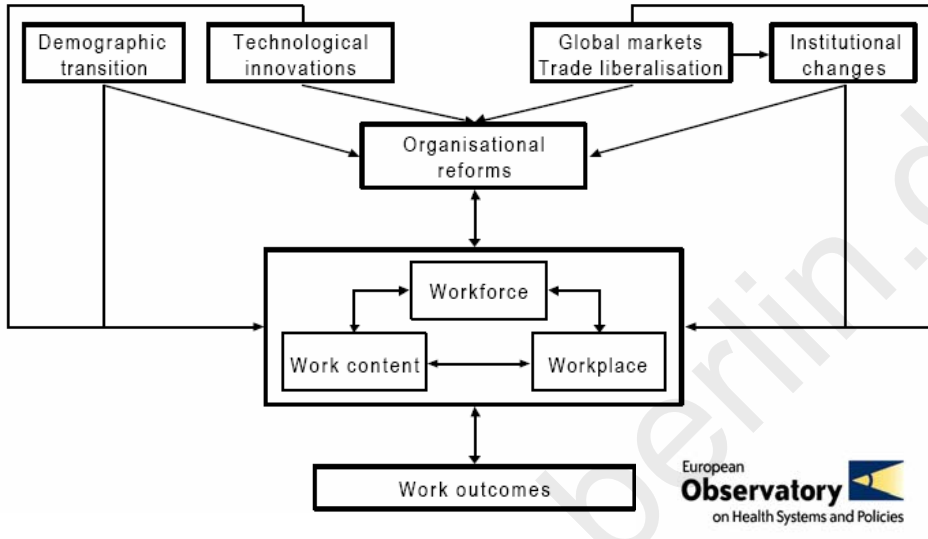 Demographic
transition
Technological
innovations
Global markets
Trade liberalisation
Institutional
changes
Organisational
reforms
Workforce
Work content
Workplace
Work outcomes
European
Observatory
on Health Systems and Policies
berlin.d